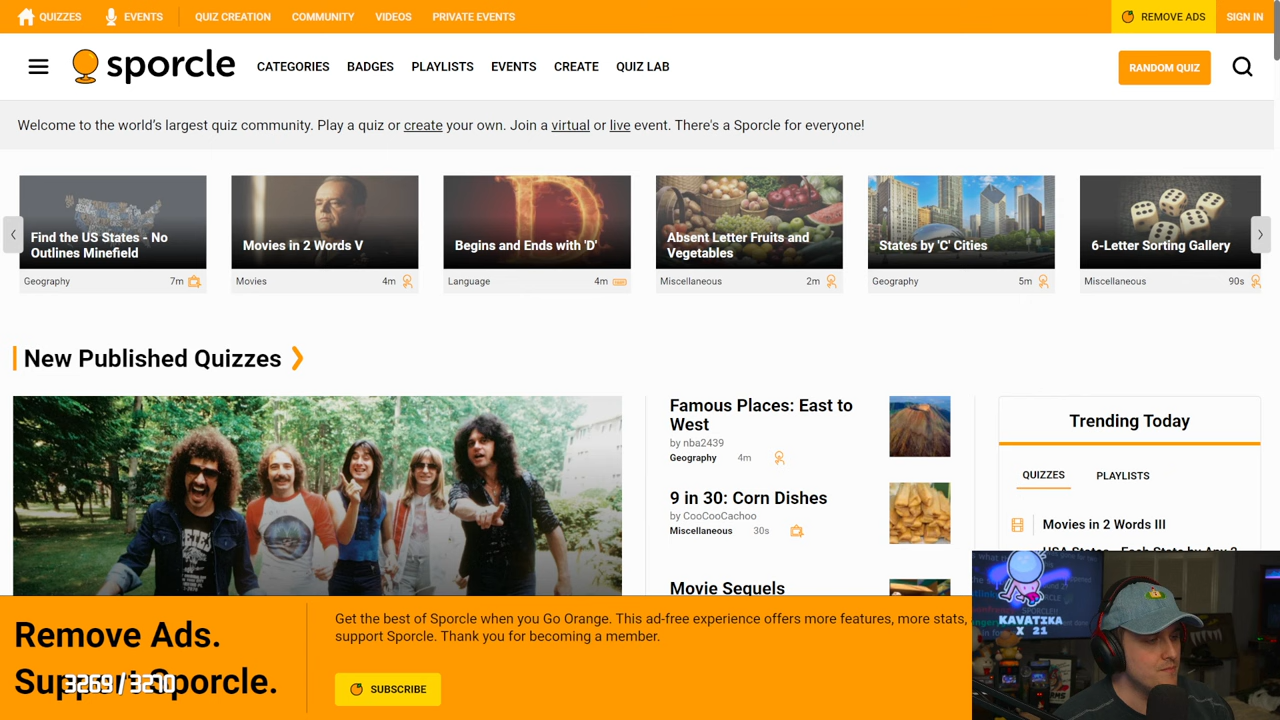 QUIZZES
EVENTS
QUIZ CREATION
COMMUNITY
VIDEOS
PRIVATE EVENTS
REMOVE ADS
SIGN IN
sporcle
CATEGORIES
BADGES
PLAYLISTS
EVENTS
CREATE
QUIZ LAB
RANDOM QUIZ
Welcome to the world's largest quiz community. Play a quiz or create your own. Join a virtual or live event. There's a Sporcle for everyone!
Find the US States - No
Outlines Minefield
Geography
7m
Movies in 2 Words V
Movies
4m
Begins and Ends with 'D'
Language
4m
Absent Letter Fruits and
Vegetables
Miscellaneous
2m
States by 'C' Cities
Geography
5m
6-Letter Sorting Gallery
Miscellaneous
90s
New Published Quizzes
Famous Places: East to
West
by nba2439
Geography
4m
9 in 30: Corn Dishes
by CooCooCachoo
Miscellaneous
30s
Movie Sequels
Trending Today
QUIZZES
PLAYLISTS
Movies in 2 Words III
Remove Ads.
Support Sporcle.
3269 / 3270
Get the best of Sporcle when you Go Orange. This ad-free experience offers more features, more stats,
support Sporcle. Thank you for becoming a member.
SUBSCRIBE
KAVATIKA
X 21